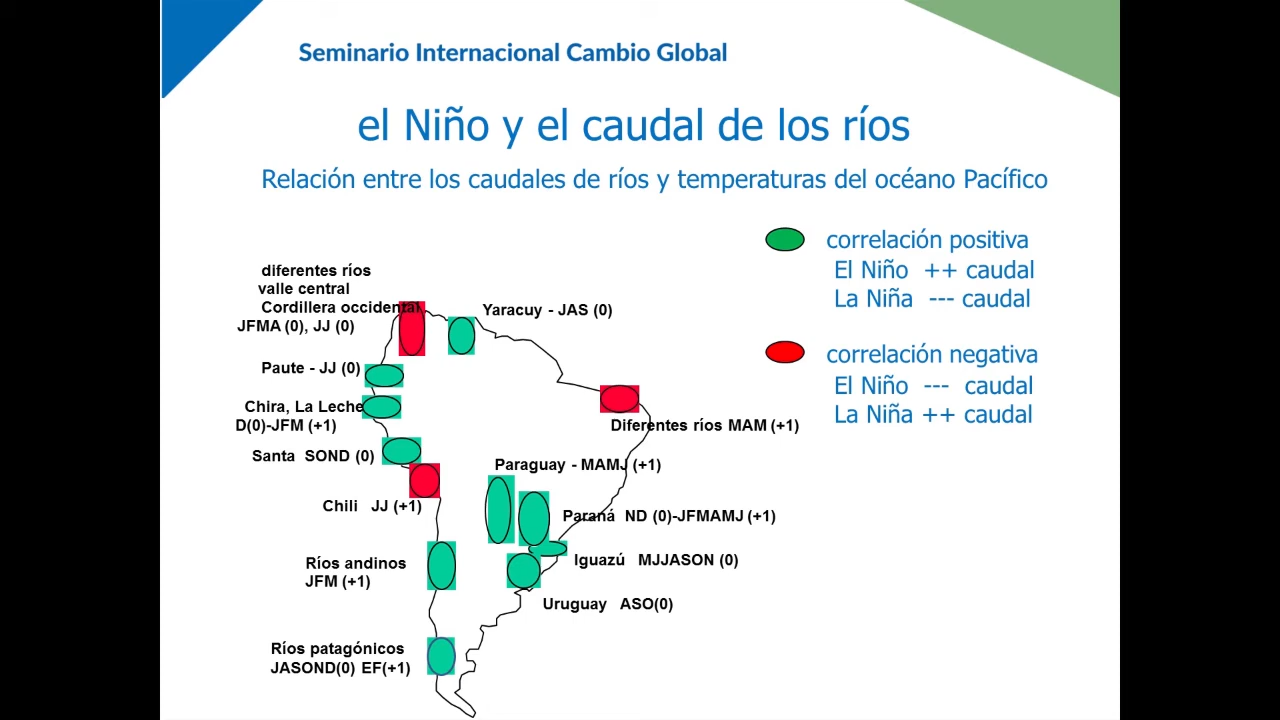 Seminario Internacional Cambio Global
el Niño y el caudal de los ríos
Relación entre los caudales de ríos y temperaturas del océano Pacífico
correlación positiva
El Niño ++ caudal
La Niña --- caudal
correlación negativa
El Niño --- caudal
La Niña ++ caudal
diferentes ríos
valle central
Cordillera occidental
JFMA (0), JJ (0)
Yaracuy - JAS (0)
Paute - JJ (0)
Chira, La Leche
D(0)-JFM (+1)
Diferentes ríos MAM (+1)
Santa SOND (0)
Paraguay - MAMJ (+1)
Chili JJ (+1)
Paraná ND (0)-JFMAMJ (+1)
Iguazú MJJASON (0)
Ríos andinos
JFM (+1)
Uruguay ASO(0)
Ríos patagónicos
JASOND(0) EF(+1)